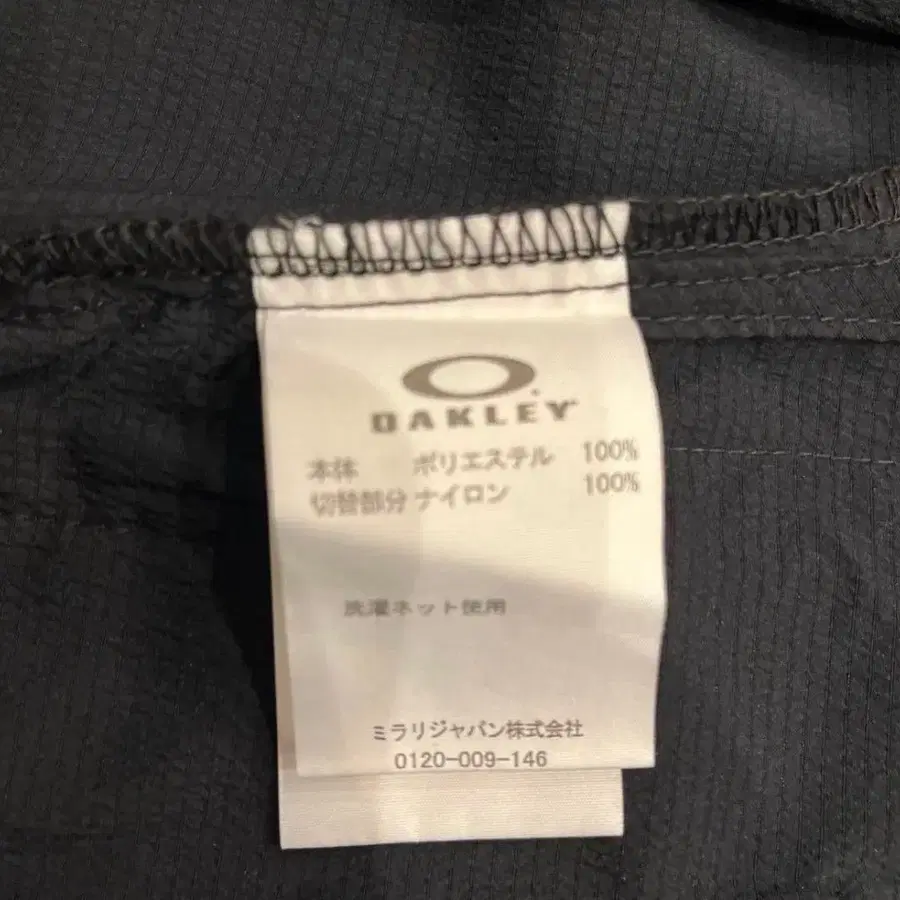 OAKLEY
本体 ポリエステル 100%
切替部分 ナイロン 100%
洗濯ネット使用
ミラリジャパン株式会社
0120-009-146